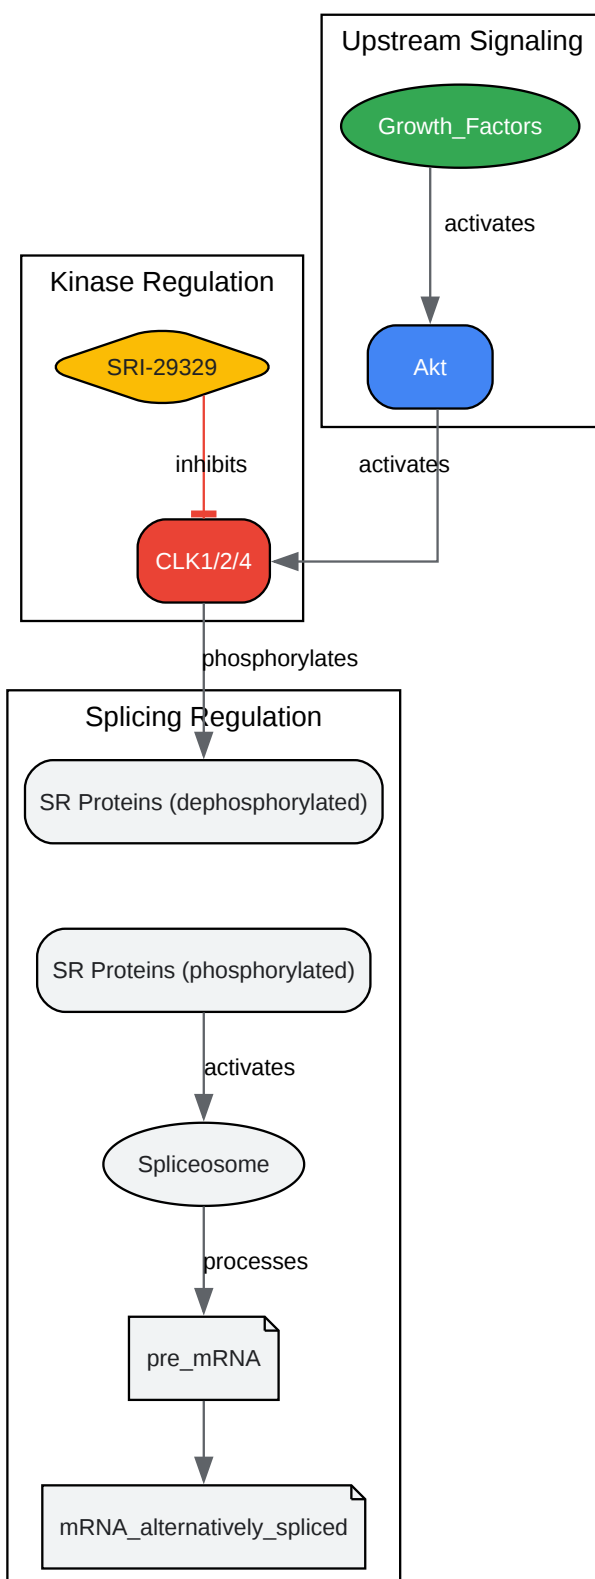 Upstream Signaling
Growth_Factors
activates
Akt
activates
Kinase Regulation
SRI-29329
inhibits
CLK1/2/4
phosphorylates
Splicing Regulation
SR Proteins (dephosphorylated)
SR Proteins (phosphorylated)
activates
Spliceosome
processes
pre_mRNA
mRNA_alternatively_spliced